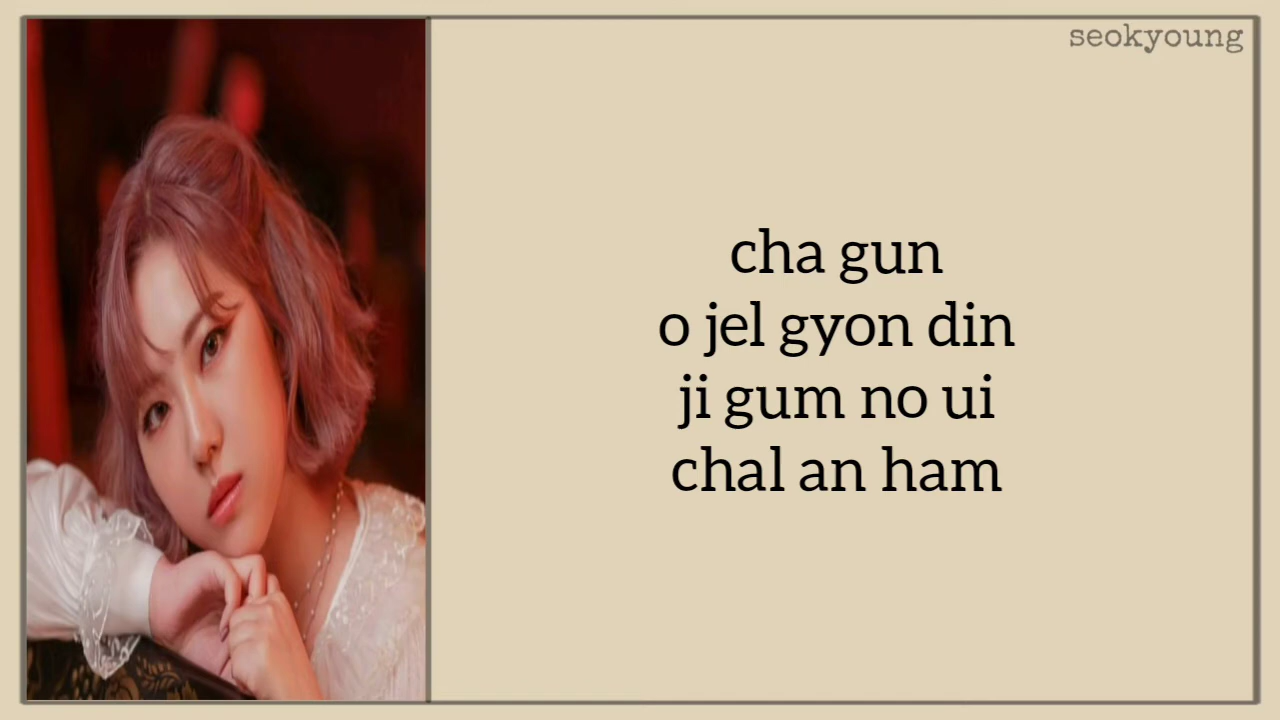 seokyoung
cha gun
o jel gyon din
ji gum no ui
chal an ham